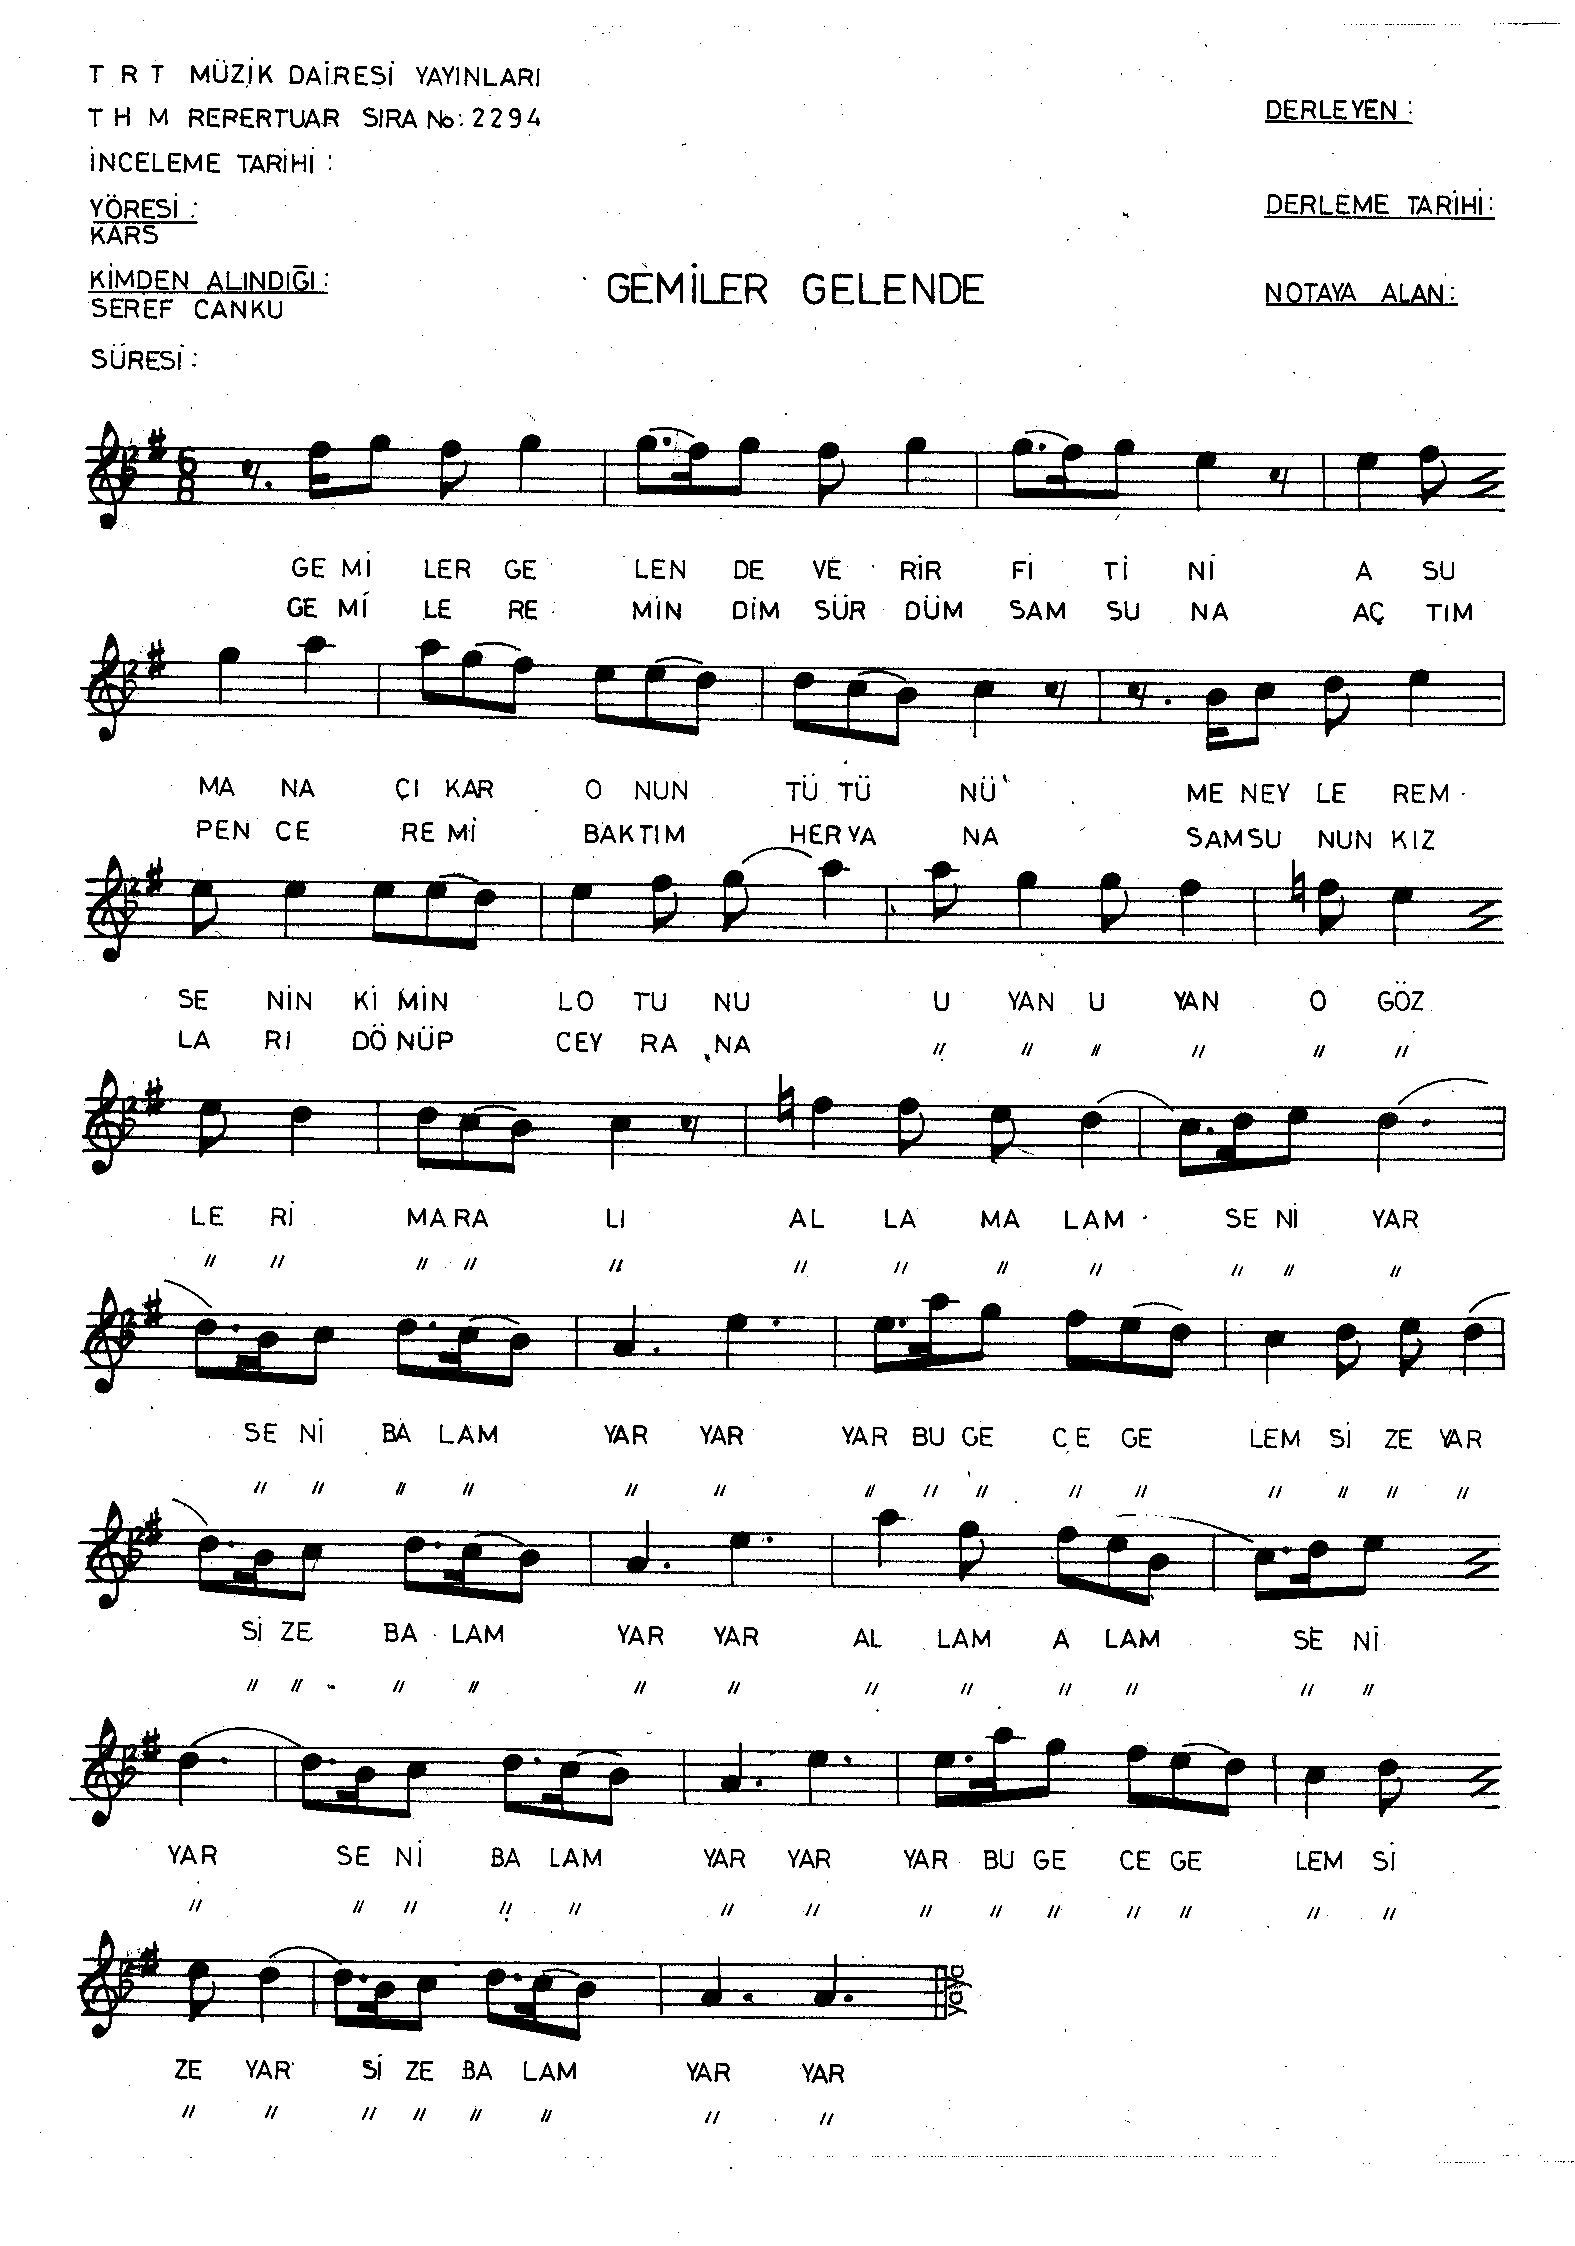 T R T MÜZİK DAİRESİ YAYINLARI
T H M REPERTUAR SIRA No: 2294
İNCELEME TARİHİ :
YÖRESİ :
KARS
KİMDEN ALINDIĞI :
SEREF CANKU
SÜRESİ :
DERLEYEN :
DERLEME TARİHİ:
NOTAYA ALAN:
GEMİLER GELENDE
6
8
GE Mİ LER GE LEN DE VE RİR Fİ Tİ Nİ A SU
GE Mİ LE RE MİN DİM SÜR DÜM SAM SU NA AÇ TIM
MA NA ÇI KAR O NUN TÜ TÜ NÜ ME NEY LE REM
PEN CE RE Mİ BAK TIM HER YA NA SAM SU NUN KIZ
SE NİN Kİ MİN LO TU NU U YAN U YAN O GÖZ
LA RI DÖ NÜP CEY RA NA " " " " " "
LE Rİ MA RA LI AL LA MA LAM SE Nİ YAR
" " " " " " " " " " " "
SE Nİ BA LAM YAR YAR YAR BU GE CE GE LEM Sİ ZE YAR
" " " " " " " " " " " " " " "
Sİ ZE BA LAM YAR YAR AL LAM A LAM SE Nİ
" " " " " " " " " " " "
YAR SE Nİ BA LAM YAR YAR YAR BU GE CE GE LEM Sİ
" " " " " " " " " " " " " "
ZE YAR Sİ ZE BA LAM YAR YAR
" " " " " " " "
yaya